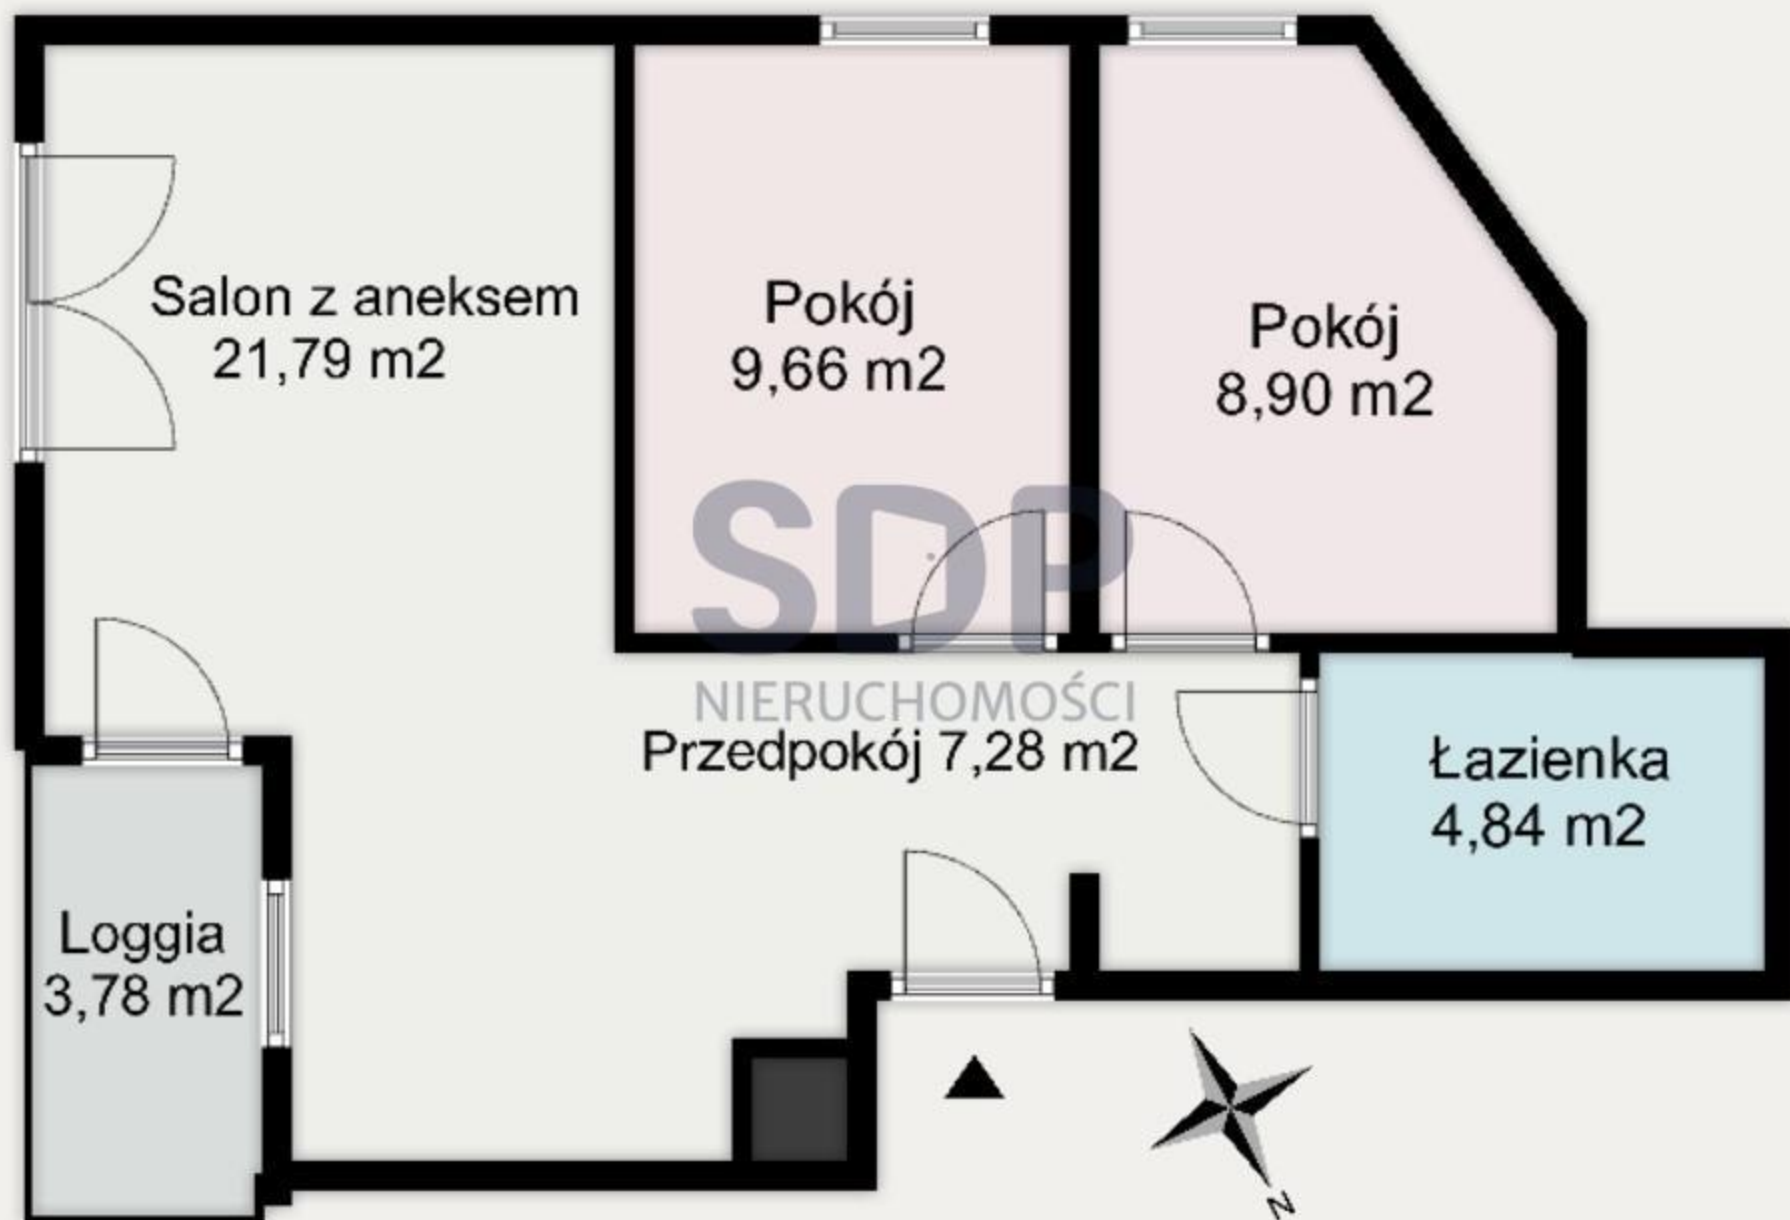 Salon z aneksem
21,79 m2
Pokój
9,66 m2
Pokój
8,90 m2
SDP
NIERUCHOMOŚCI
Przedpokój 7,28 m2
Łazienka
4,84 m2
Loggia
3,78 m2
N